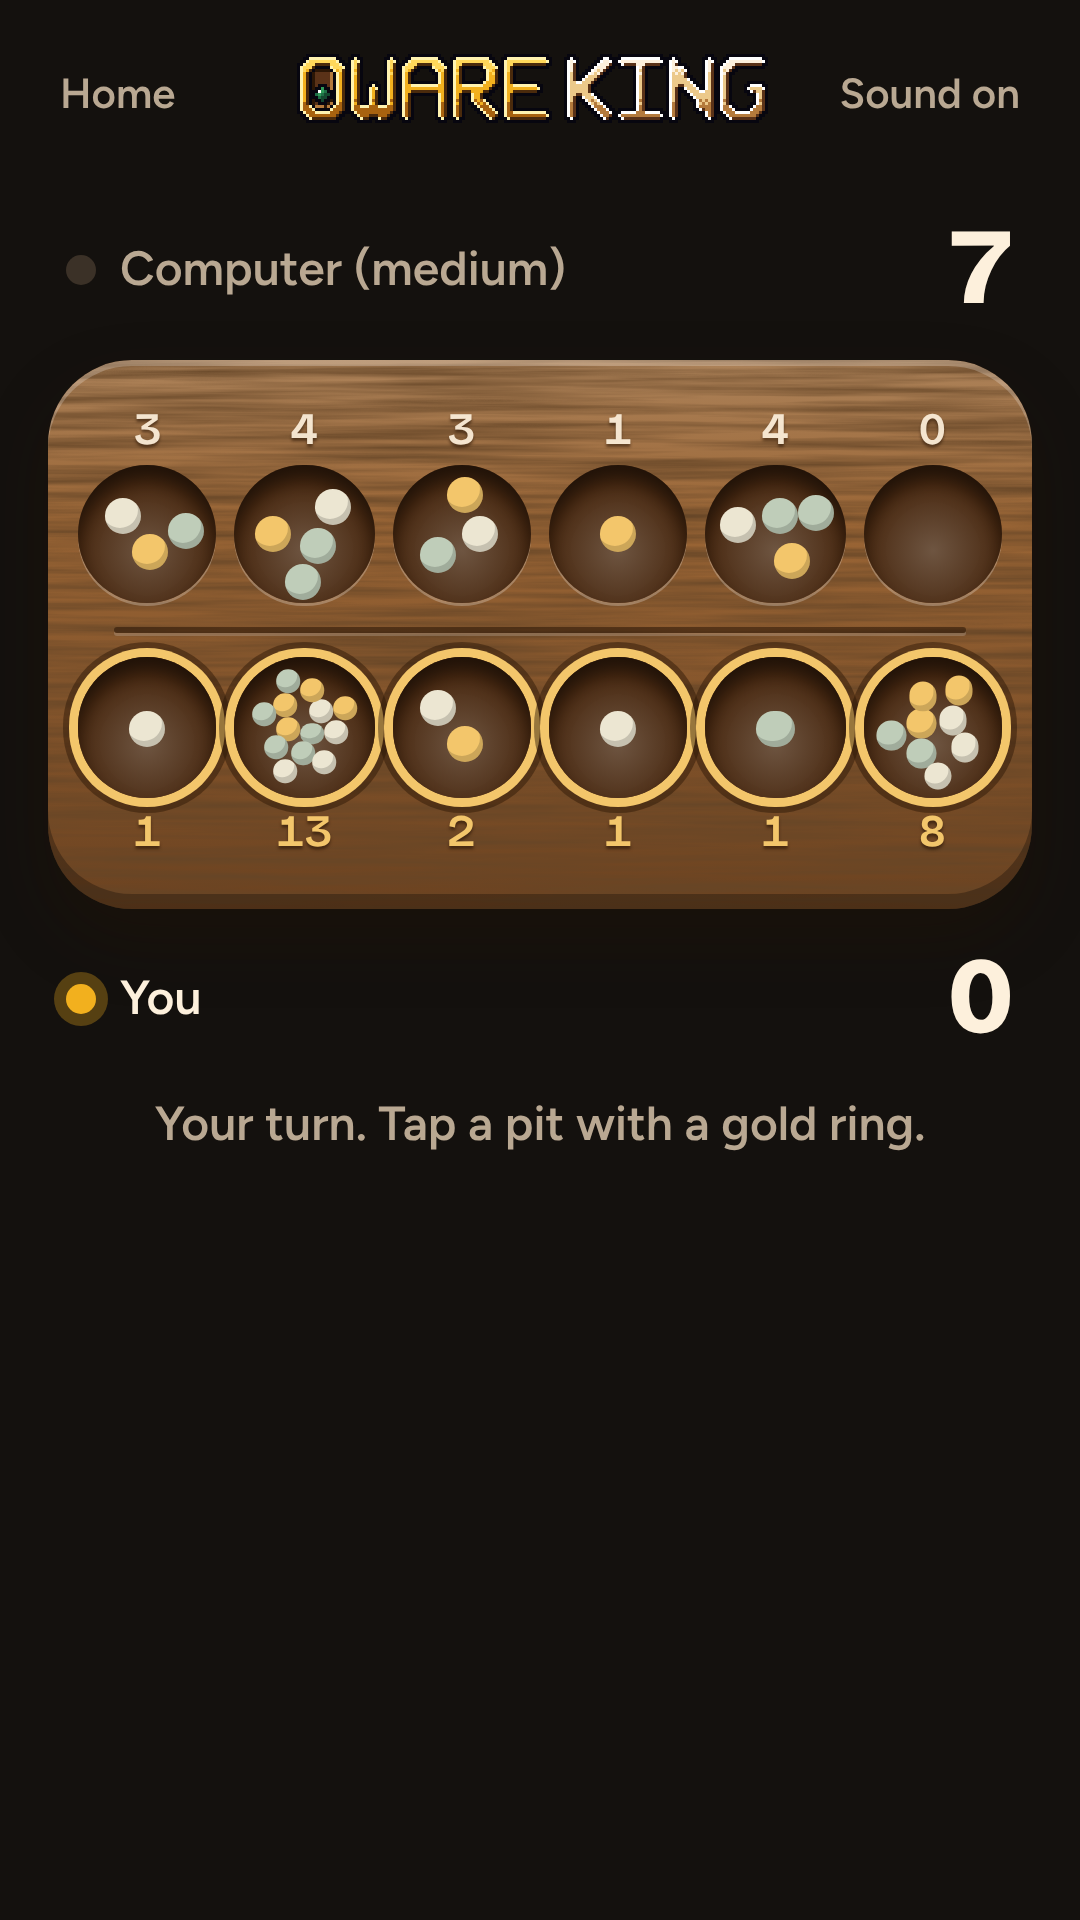 Home OWARE KING Sound on
Computer (medium) 7
3 4 3 1 4 0
1 13 2 1 1 8
You 0
Your turn. Tap a pit with a gold ring.